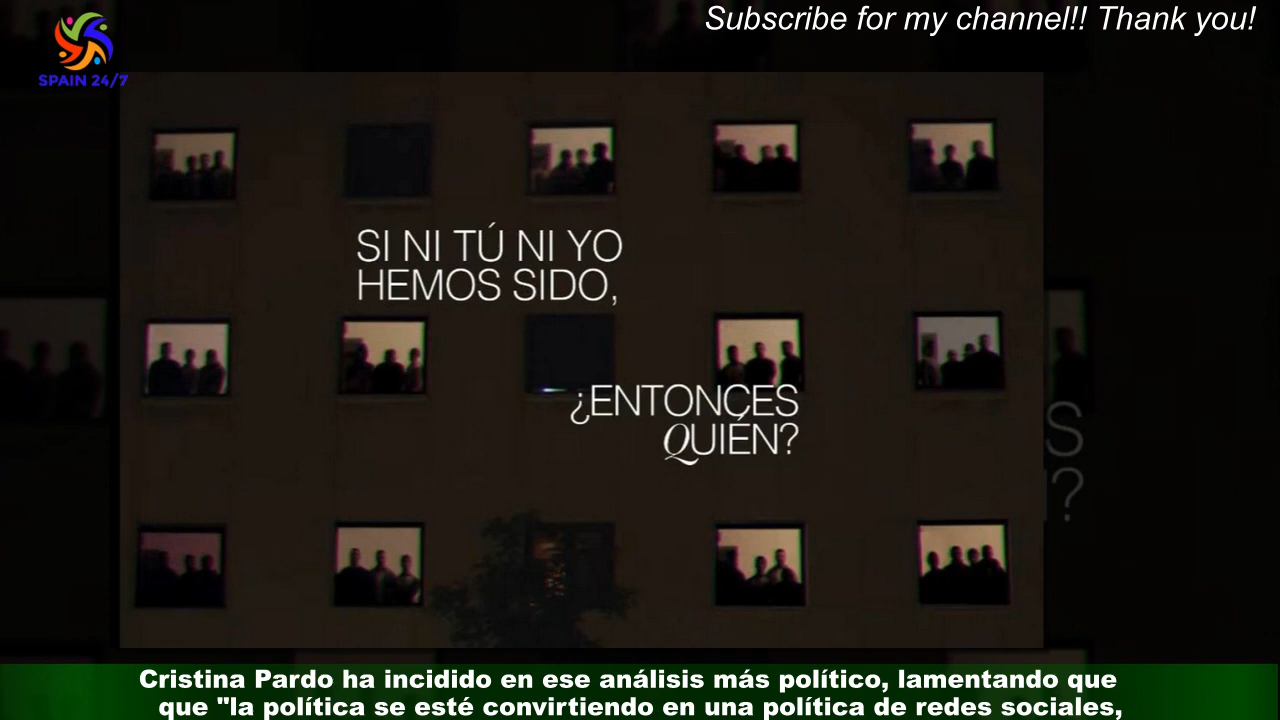 Subscribe for my channel!! Thank you!
SPAIN 24/7
SI NI TÚ NI YO
HEMOS SIDO,
¿ENTONCES
QUIÉN?
S
?
Cristina Pardo ha incidido en ese análisis más político, lamentando que
que "la política se esté convirtiendo en una política de redes sociales,